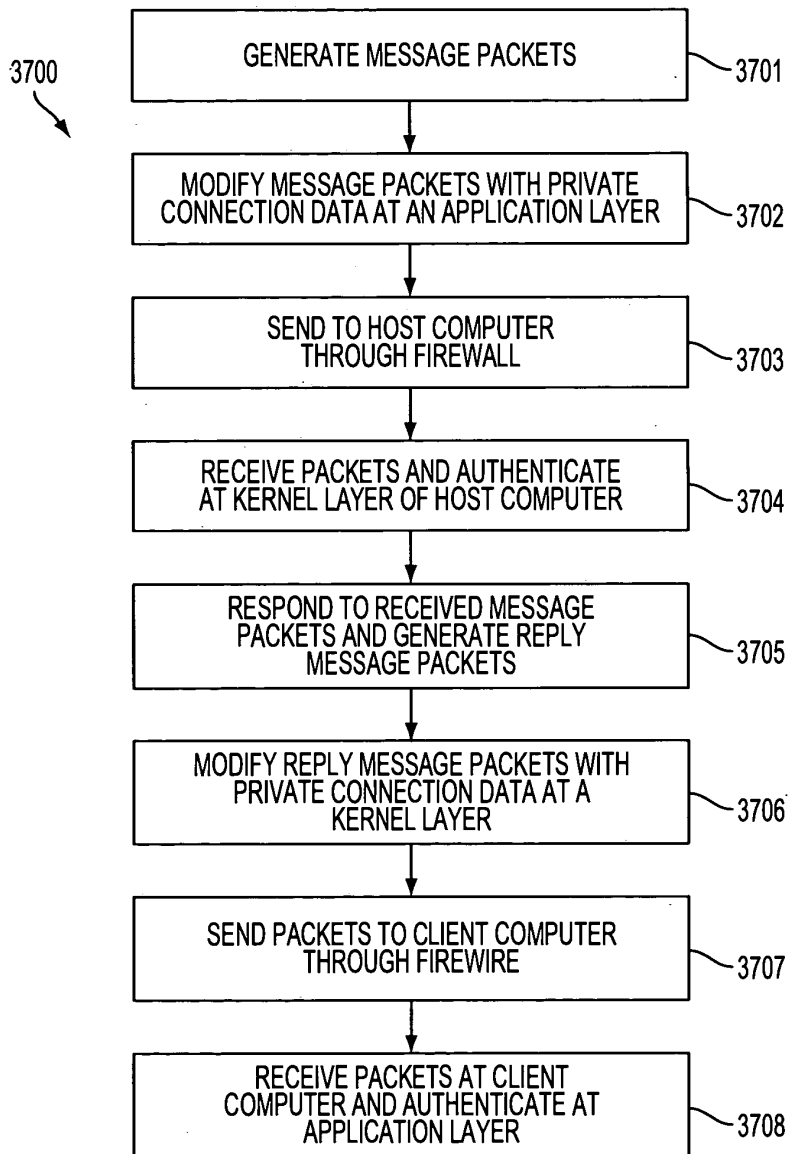 3700
GENERATE MESSAGE PACKETS
3701
MODIFY MESSAGE PACKETS WITH PRIVATE
CONNECTION DATA AT AN APPLICATION LAYER
3702
SEND TO HOST COMPUTER
THROUGH FIREWALL
3703
RECEIVE PACKETS AND AUTHENTICATE
AT KERNEL LAYER OF HOST COMPUTER
3704
RESPOND TO RECEIVED MESSAGE
PACKETS AND GENERATE REPLY
MESSAGE PACKETS
3705
MODIFY REPLY MESSAGE PACKETS WITH
PRIVATE CONNECTION DATA AT A
KERNEL LAYER
3706
SEND PACKETS TO CLIENT COMPUTER
THROUGH FIREWIRE
3707
RECEIVE PACKETS AT CLIENT
COMPUTER AND AUTHENTICATE AT
APPLICATION LAYER
3708